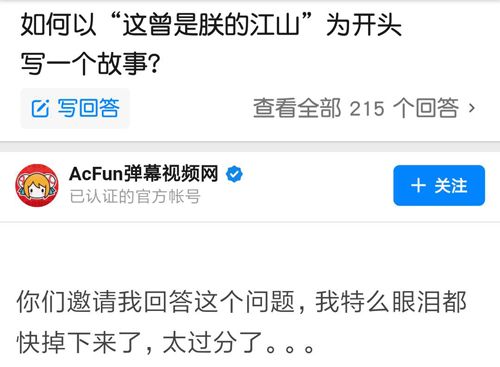 如何以“这曾是朕的江山”为开头
写一个故事?
写回答
查看全部 215 个回答 >
AcFun弹幕视频网
已认证的官方帐号
+ 关注
你们邀请我回答这个问题,我特么眼泪都
快掉下来了,太过分了。。。